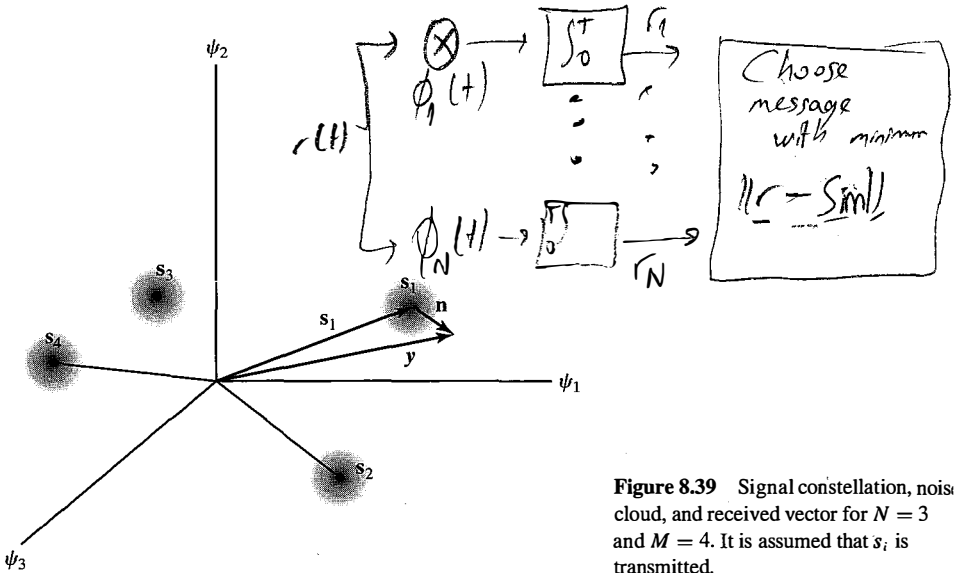 ψ2
r(t)
⊗
ϕ1(t)
∫0T
r1
Choose
message
with minimum
||r − sm||
ϕN(t)
∫0T
rN
s3
s4
s1
s1
n
y
ψ1
s2
ψ3
Figure 8.39 Signal constellation, noise
cloud, and received vector for N = 3
and M = 4. It is assumed that si is
transmitted.